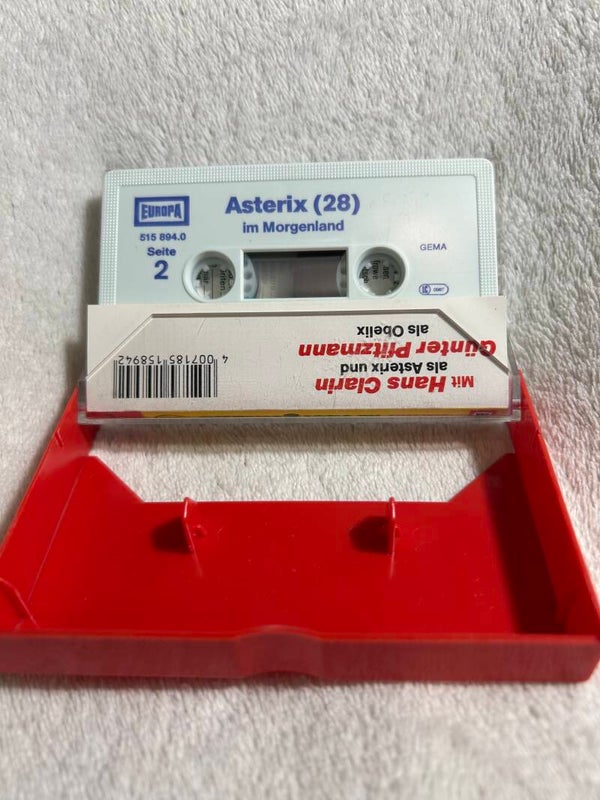 EUROPA
Asterix (28)
im Morgenland
515 894.0
Seite
2
GEMA
LC
Mit Hans Clarin
als Asterix und
Günter Pfitzmann
als Obelix
4 007185 158942